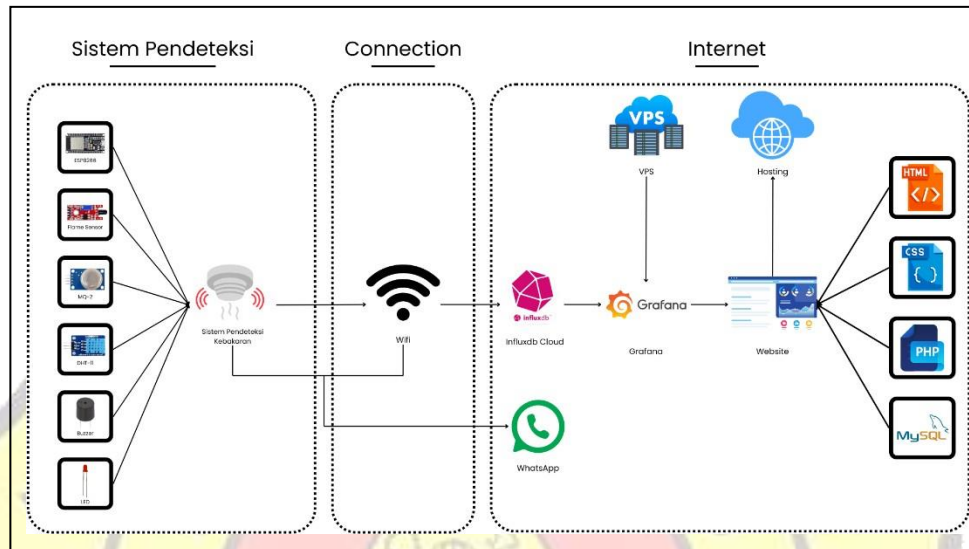 Sistem Pendeteksi
Connection
Internet
ESP8266
Flame Sensor
MQ-2
DHT-11
Buzzer
LED
Sistem Pendeteksi
Kebakaran
Wifi
VPS
VPS
Hosting
influxdb
Influxdb Cloud
Grafana
Grafana
Website
WhatsApp
HTML
CSS
PHP
MySQL